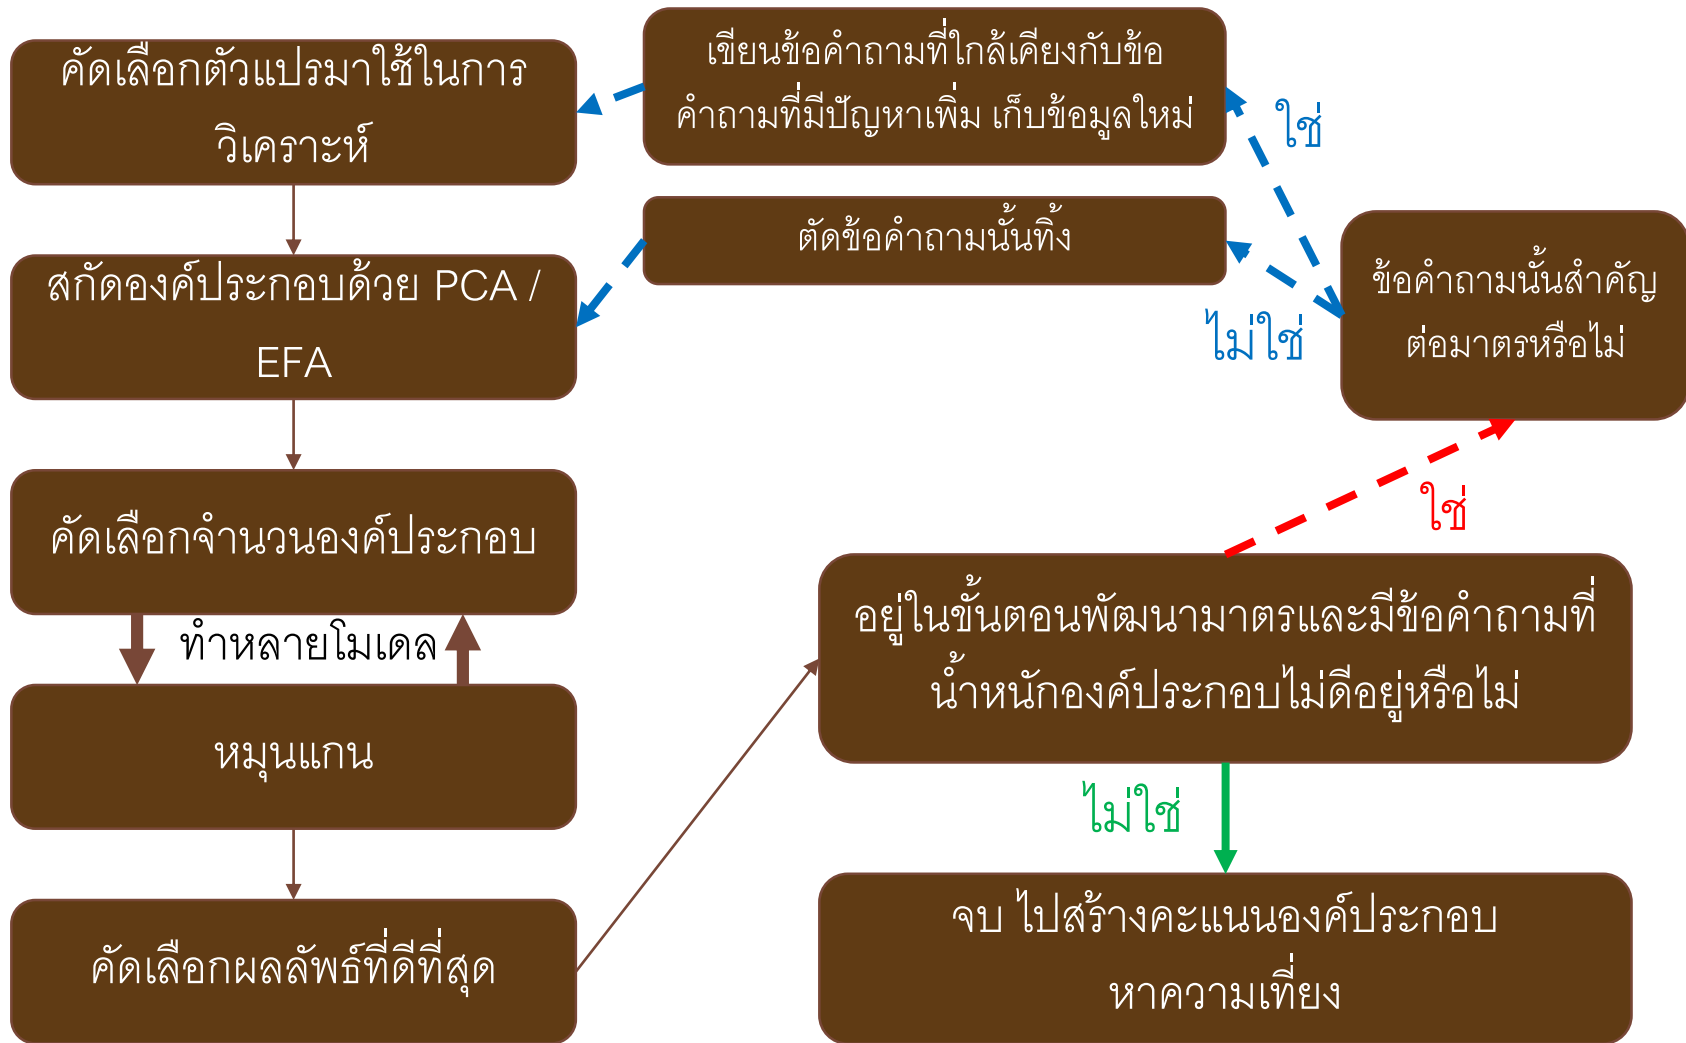 คัดเลือกตัวแปรมาใช้ในการ
วิเคราะห์
สกัดองค์ประกอบด้วย PCA /
EFA
คัดเลือกจำนวนองค์ประกอบ
ทำหลายโมเดล
หมุนแกน
คัดเลือกผลลัพธ์ที่ดีที่สุด
เขียนข้อคำถามที่ใกล้เคียงกับข้อ
คำถามที่มีปัญหาเพิ่ม เก็บข้อมูลใหม่
ใช่
ตัดข้อคำถามนั้นทิ้ง
ไม่ใช่
ข้อคำถามนั้นสำคัญ
ต่อมาตรหรือไม่
ใช่
อยู่ในขั้นตอนพัฒนามาตรและมีข้อคำถามที่
น้ำหนักองค์ประกอบไม่ดีอยู่หรือไม่
ไม่ใช่
จบ ไปสร้างคะแนนองค์ประกอบ
หาความเที่ยง